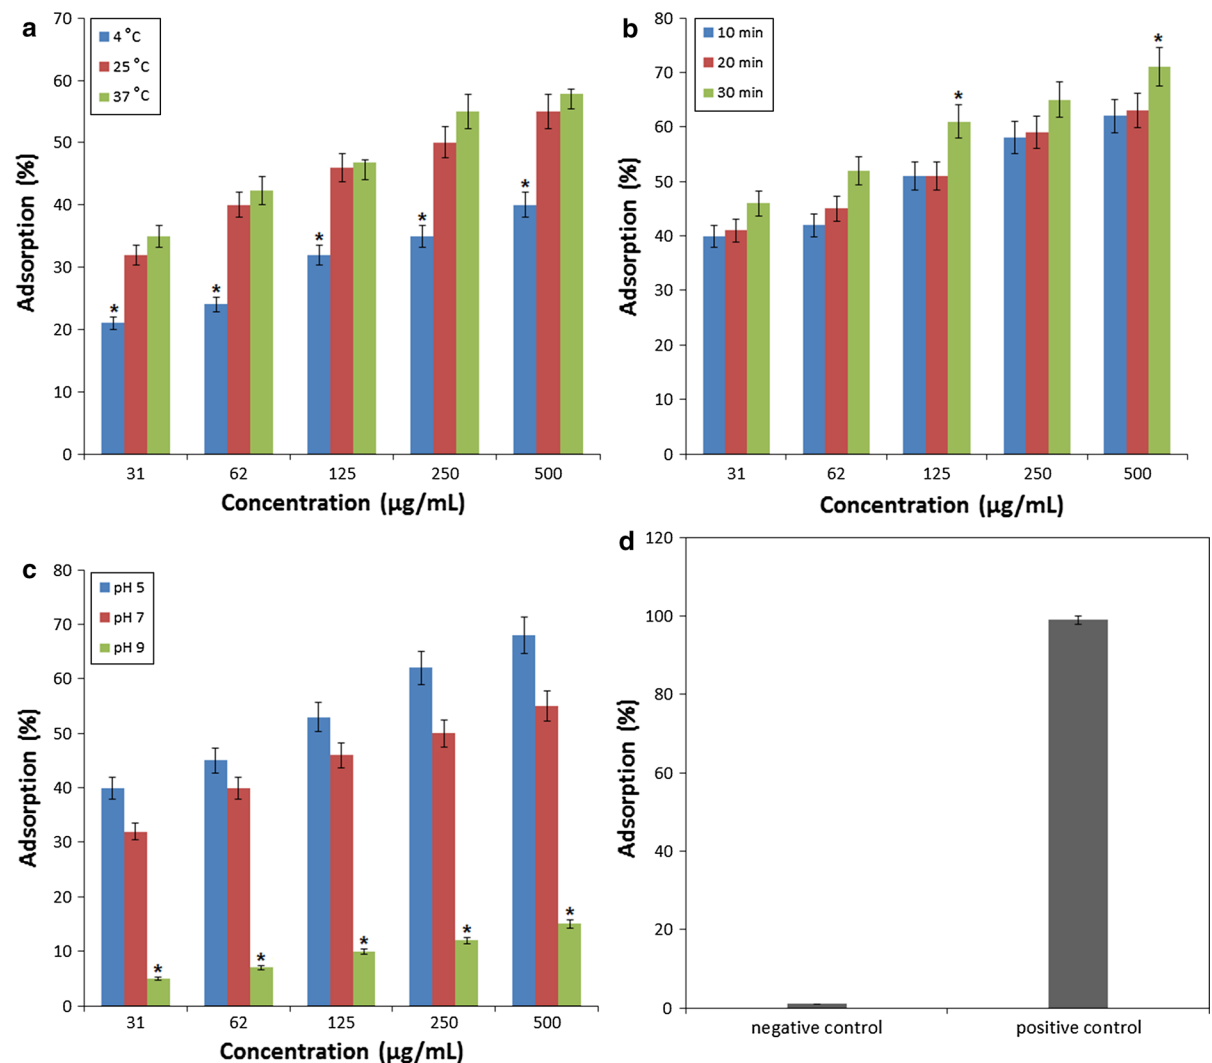 a
70
60
50
40
30
20
10
0
Adsorption (%)
4 °C
25 °C
37 °C
*
*
*
*
*
31 62 125 250 500
Concentration (µg/mL)
b
80
70
60
50
40
30
20
10
0
Adsorption (%)
10 min
20 min
30 min
*
*
31 62 125 250 500
Concentration (µg/mL)
c
80
70
60
50
40
30
20
10
0
Adsorption (%)
pH 5
pH 7
pH 9
*
*
*
*
*
31 62 125 250 500
Concentration (µg/mL)
d
120
100
80
60
40
20
0
Adsorption (%)
negative control positive control